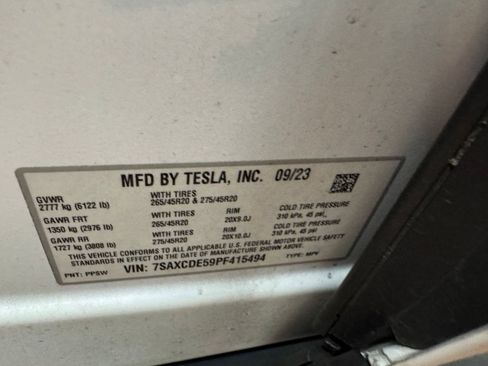 MFD BY TESLA, INC. 09/23
GVWR WITH TIRES
2777 kg (6122 lb) 265/45R20 & 275/45R20
GAWR FRT WITH TIRES RIM COLD TIRE PRESSURE
1350 kg (2976 lb) 265/45R20 20X9.0J 310 kPa, 45 psi
GAWR RR WITH TIRES RIM COLD TIRE PRESSURE
1727 kg (3808 lb) 275/45R20 20X10.0J 310 kPa, 45 psi
THIS VEHICLE CONFORMS TO ALL APPLICABLE U.S. FEDERAL MOTOR VEHICLE SAFETY
STANDARDS IN EFFECT ON THE DATE OF MANUFACTURE SHOWN ABOVE.
PNT: PPSW VIN: 7SAXCDE59PF415494 TYPE: MPV